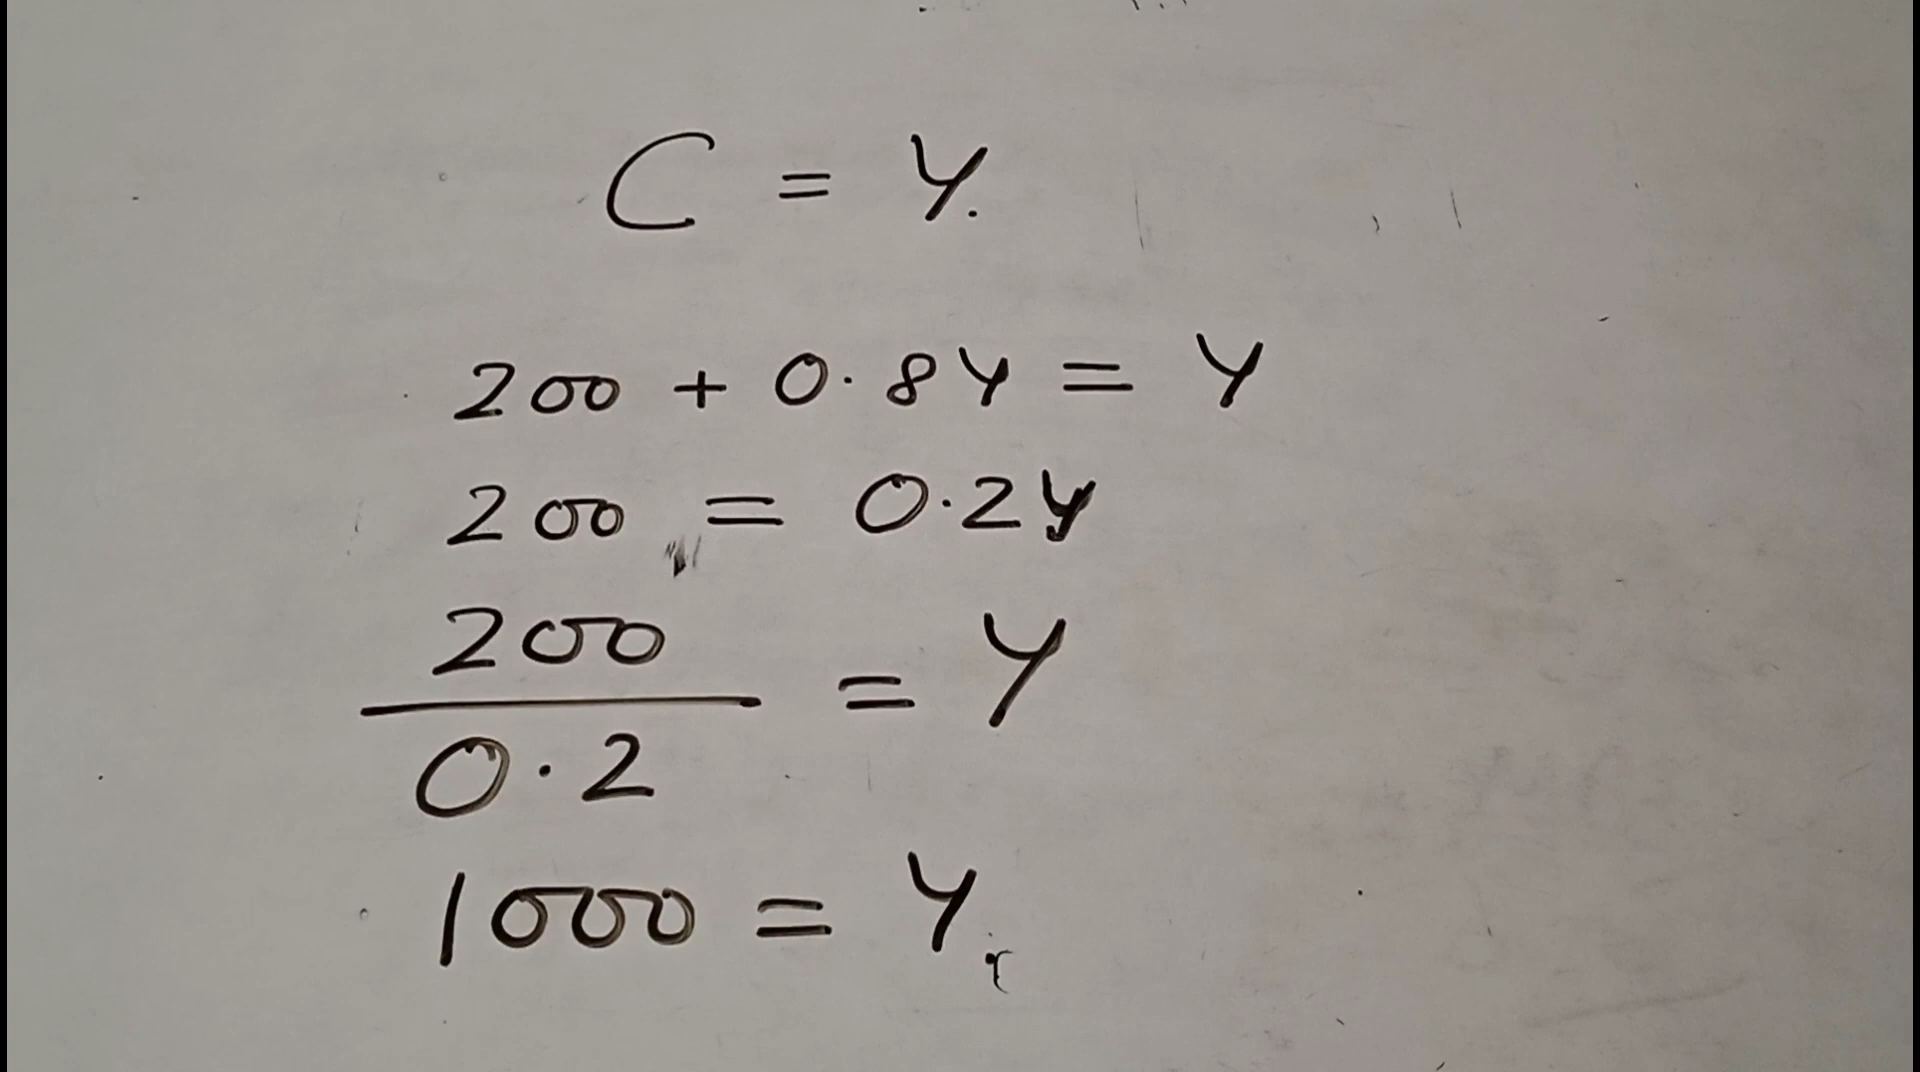 C = Y.
200 + 0.8Y = Y
200 = 0.2Y
200
0.2
= Y
1000 = Y